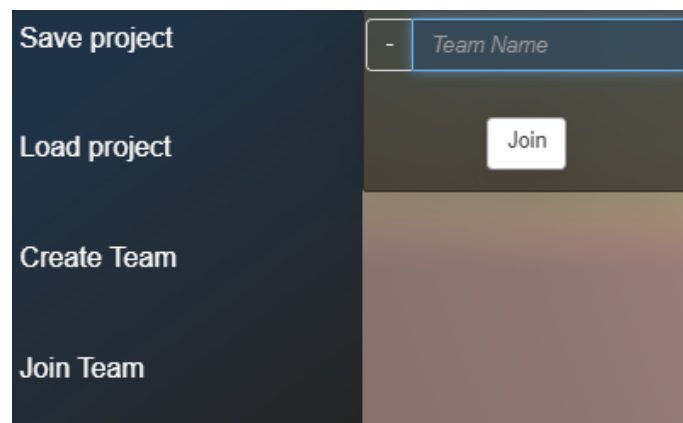 Save project
- Team Name
Load project
Join
Create Team
Join Team